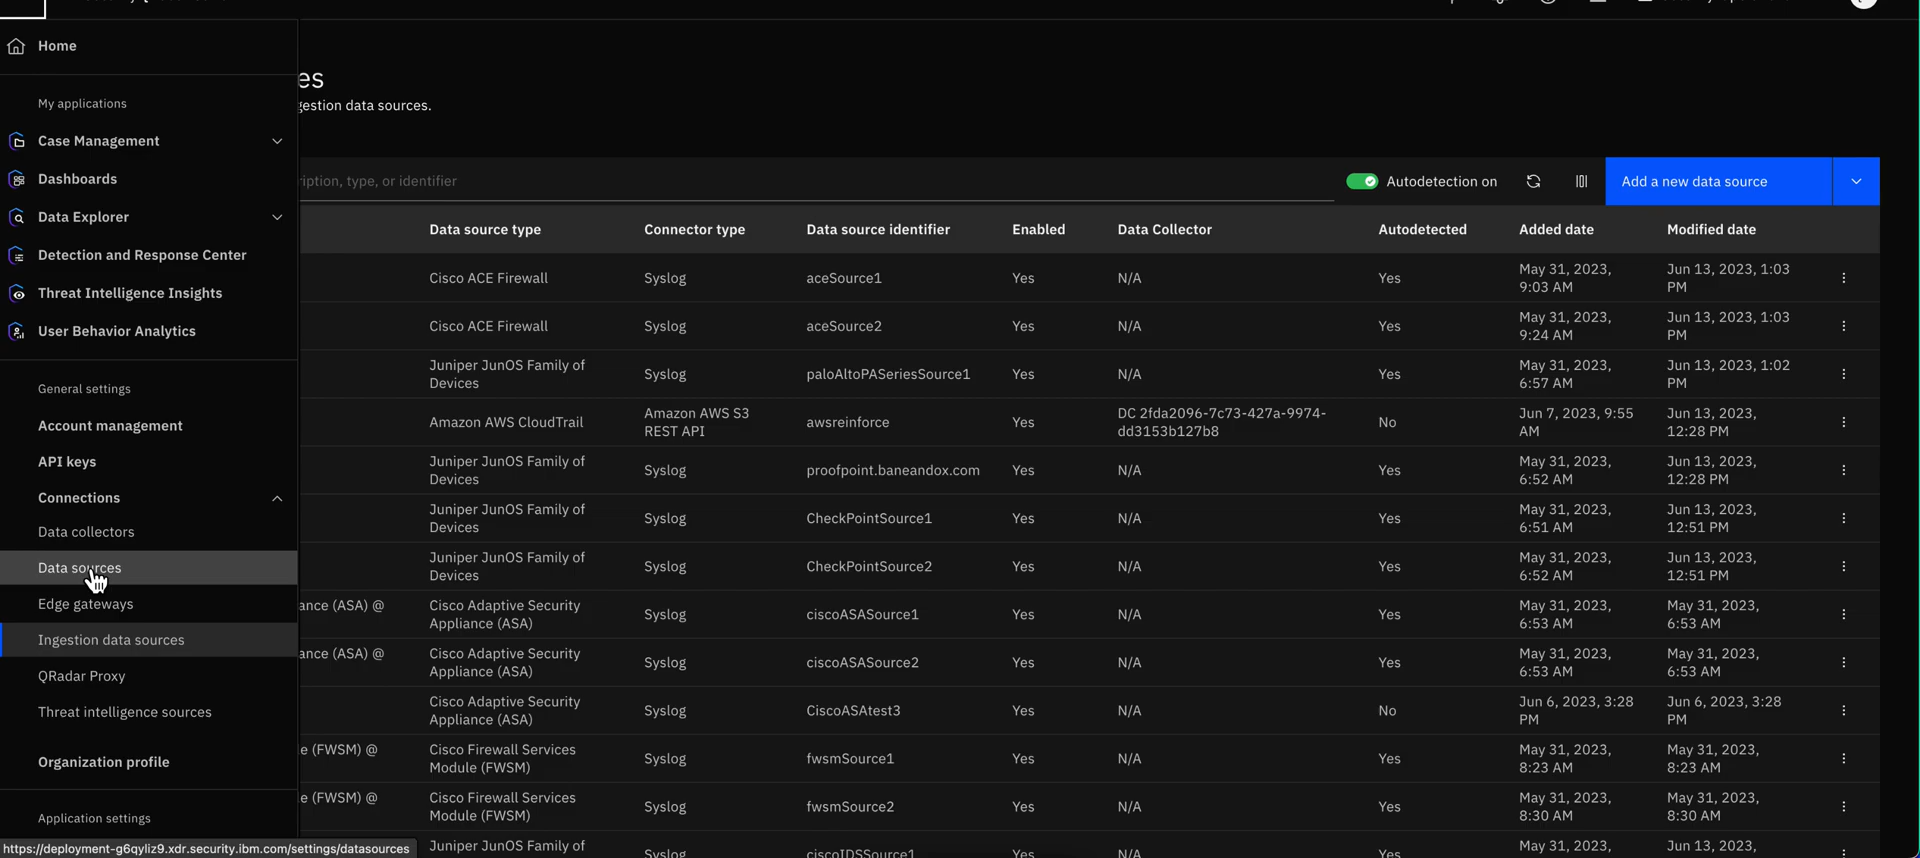 Home
es
gestion data sources.
My applications
Case Management
Dashboards
Data Explorer
Detection and Response Center
Threat Intelligence Insights
User Behavior Analytics
General settings
Account management
API keys
Connections
Data collectors
Data sources
Edge gateways
Ingestion data sources
QRadar Proxy
Threat intelligence sources
Organization profile
Application settings
https://deployment-g6qyliz9.xdr.security.ibm.com/settings/datasources
ription, type, or identifier
Autodetection on
Add a new data source
Data source type Connector type Data source identifier Enabled Data Collector Autodetected Added date Modified date
Cisco ACE Firewall Syslog aceSource1 Yes N/A Yes May 31, 2023, Jun 13, 2023, 1:03
9:03 AM PM
Cisco ACE Firewall Syslog aceSource2 Yes N/A Yes May 31, 2023, Jun 13, 2023, 1:03
9:24 AM PM
Juniper JunOS Family of Syslog paloAltoPASeriesSource1 Yes N/A Yes May 31, 2023, Jun 13, 2023, 1:02
Devices 6:57 AM PM
Amazon AWS CloudTrail Amazon AWS S3 awsreinforce Yes DC 2fda2096-7c73-427a-9974- No Jun 7, 2023, 9:55 Jun 13, 2023,
REST API dd3153b127b8 AM 12:28 PM
Juniper JunOS Family of Syslog proofpoint.baneandox.com Yes N/A Yes May 31, 2023, Jun 13, 2023,
Devices 6:52 AM 12:28 PM
Juniper JunOS Family of Syslog CheckPointSource1 Yes N/A Yes May 31, 2023, Jun 13, 2023,
Devices 6:51 AM 12:51 PM
Juniper JunOS Family of Syslog CheckPointSource2 Yes N/A Yes May 31, 2023, Jun 13, 2023,
Devices 6:52 AM 12:51 PM
ance (ASA) @ Cisco Adaptive Security Syslog ciscoASASource1 Yes N/A Yes May 31, 2023, May 31, 2023,
Appliance (ASA) 6:53 AM 6:53 AM
ance (ASA) @ Cisco Adaptive Security Syslog ciscoASASource2 Yes N/A Yes May 31, 2023, May 31, 2023,
Appliance (ASA) 6:53 AM 6:53 AM
Cisco Adaptive Security Syslog CiscoASAtest3 Yes N/A No Jun 6, 2023, 3:28 Jun 6, 2023, 3:28
Appliance (ASA) PM PM
e (FWSM) @ Cisco Firewall Services Syslog fwsmSource1 Yes N/A Yes May 31, 2023, May 31, 2023,
Module (FWSM) 8:23 AM 8:23 AM
e (FWSM) @ Cisco Firewall Services Syslog fwsmSource2 Yes N/A Yes May 31, 2023, May 31, 2023,
Module (FWSM) 8:30 AM 8:30 AM
Juniper JunOS Family of Syslog ciscoIDSSource1 Yes N/A Yes May 31, 2023, Jun 13, 2023,